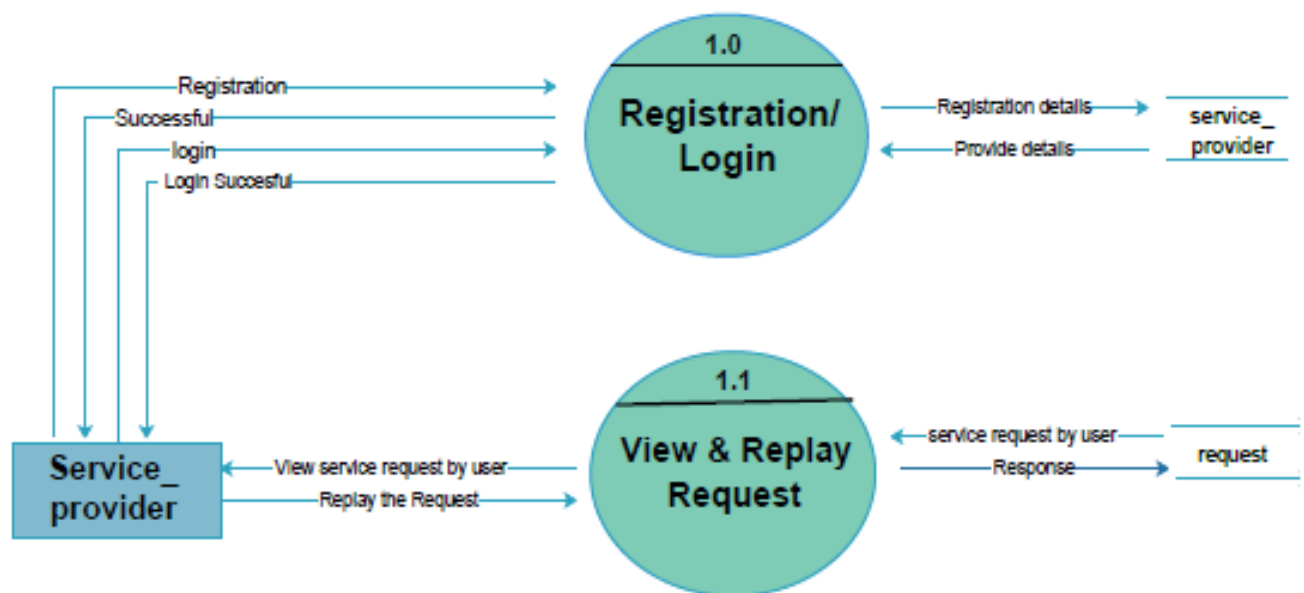 1.0
Registration/
Login
Registration
Successful
login
Login Succesful
Registration details
Provide details
service_
provider
1.1
View & Replay
Request
Service_
provider
View service request by user
Replay the Request
service request by user
Response
request